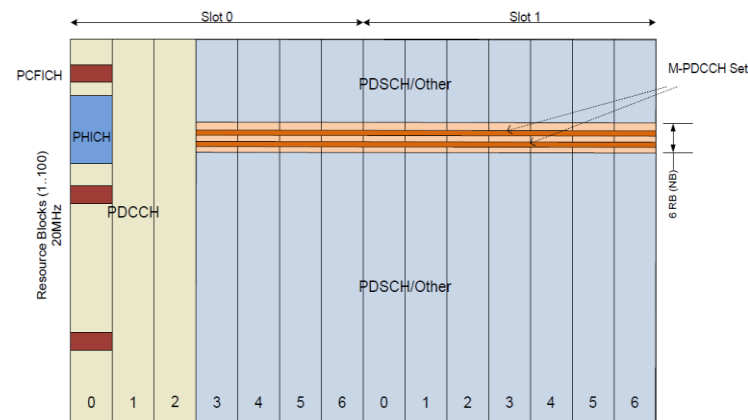 Slot 0
Slot 1
PCFICH
PHICH
PDCCH
PDSCH/Other
M-PDCCH Set
6 RB (NB)
Resource Blocks (1..100)
20MHz
PDSCH/Other
0 1 2 3 4 5 6 0 1 2 3 4 5 6